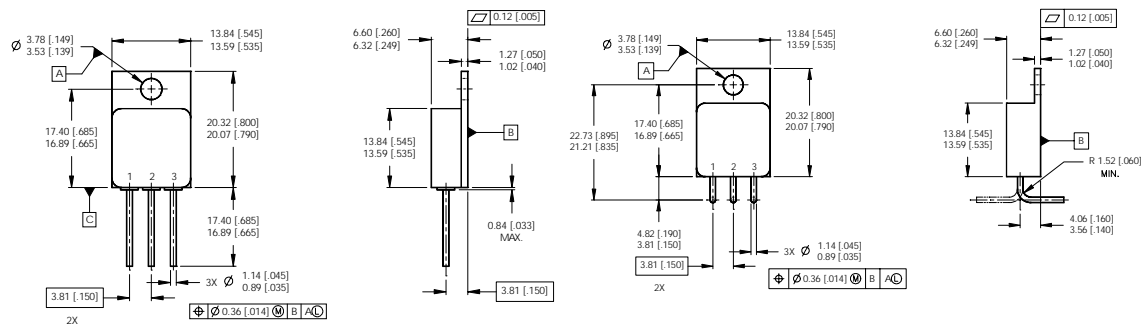 ⌀ 3.78 [.149]
3.53 [.139]
13.84 [.545]
13.59 [.535]
A
17.40 [.685]
16.89 [.665]
20.32 [.800]
20.07 [.790]
1 2 3
C
17.40 [.685]
16.89 [.665]
3.81 [.150]
2X
3X ⌀ 1.14 [.045]
0.89 [.035]
⌖ ⌀ 0.36 [.014] Ⓜ B A Ⓛ
⏥ 0.12 [.005]
6.60 [.260]
6.32 [.249]
1.27 [.050]
1.02 [.040]
13.84 [.545]
13.59 [.535]
B
0.84 [.033]
MAX.
3.81 [.150]
⌀ 3.78 [.149]
3.53 [.139]
13.84 [.545]
13.59 [.535]
A
22.73 [.895]
21.21 [.835]
17.40 [.685]
16.89 [.665]
20.32 [.800]
20.07 [.790]
1 2 3
4.82 [.190]
3.81 [.150]
3.81 [.150]
2X
3X ⌀ 1.14 [.045]
0.89 [.035]
⌖ ⌀ 0.36 [.014] Ⓜ B A Ⓛ
⏥ 0.12 [.005]
6.60 [.260]
6.32 [.249]
1.27 [.050]
1.02 [.040]
13.84 [.545]
13.59 [.535]
B
R 1.52 [.060]
MIN.
4.06 [.160]
3.56 [.140]